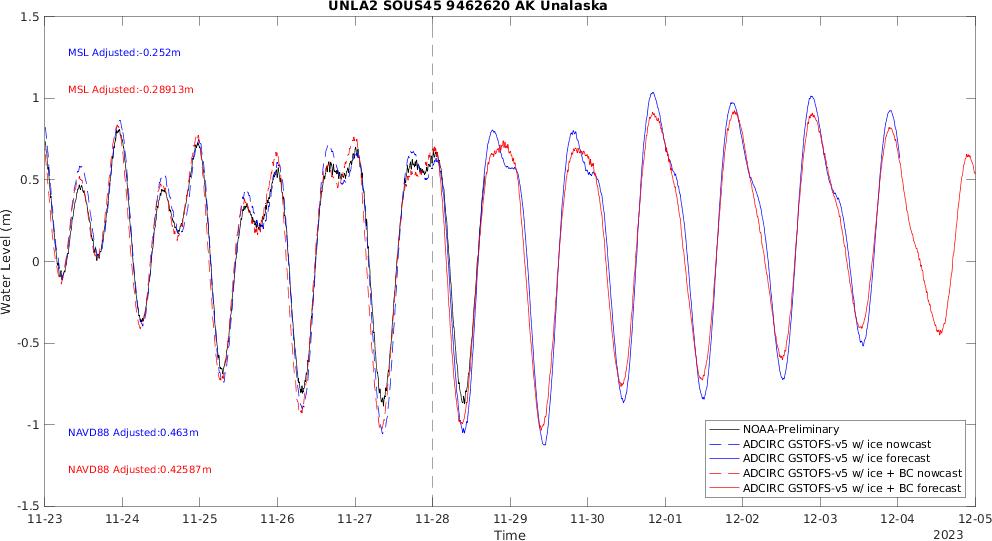 UNLA2 SOUS45 9462620 AK Unalaska
MSL Adjusted:-0.252m
MSL Adjusted:-0.28913m
NAVD88 Adjusted:0.463m
NAVD88 Adjusted:0.42587m
Water Level (m)
1.5
1
0.5
0
-0.5
-1
-1.5
NOAA-Preliminary
ADCIRC GSTOFS-v5 w/ ice nowcast
ADCIRC GSTOFS-v5 w/ ice forecast
ADCIRC GSTOFS-v5 w/ ice + BC nowcast
ADCIRC GSTOFS-v5 w/ ice + BC forecast
11-23 11-24 11-25 11-26 11-27 11-28 11-29 11-30 12-01 12-02 12-03 12-04 12-05
Time
2023